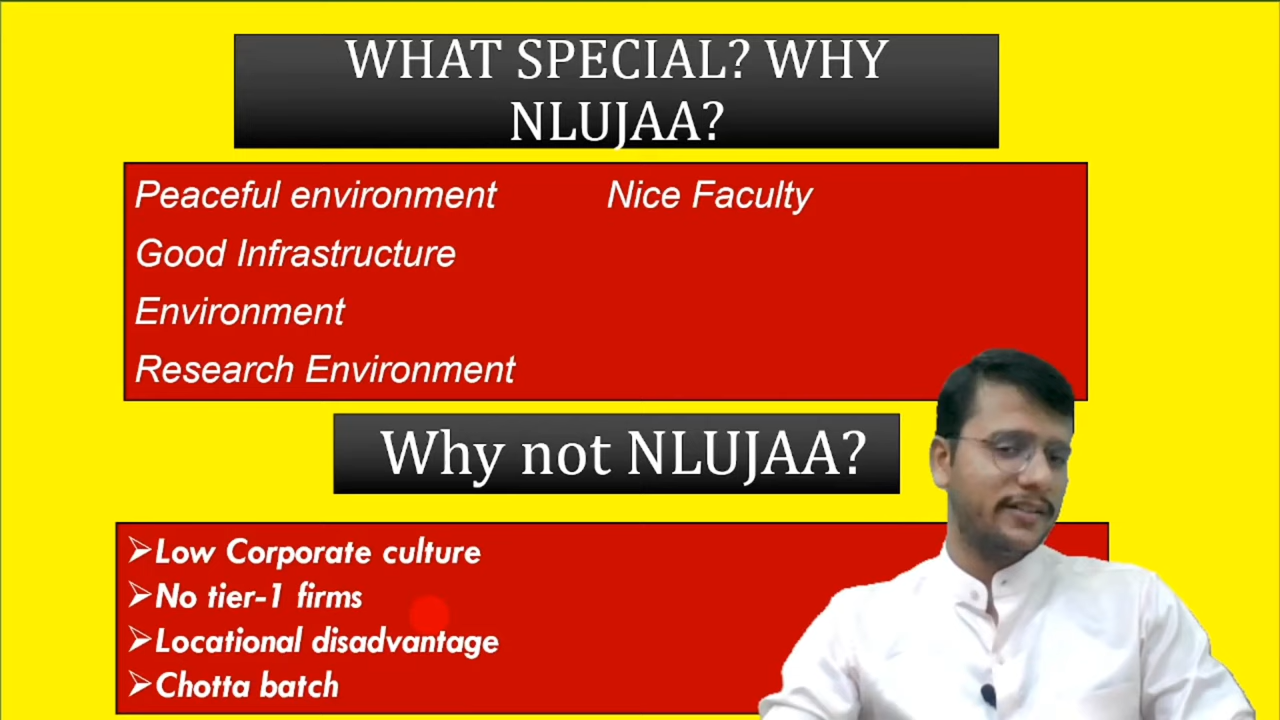 WHAT SPECIAL? WHY
NLUJAA?
Peaceful environment Nice Faculty
Good Infrastructure
Environment
Research Environment
Why not NLUJAA?
➢Low Corporate culture
➢No tier-1 firms
➢Locational disadvantage
➢Chotta batch